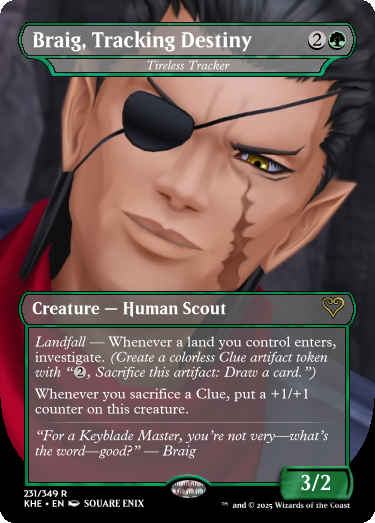 Braig, Tracking Destiny 2
Tireless Tracker
Creature — Human Scout
Landfall — Whenever a land you control enters,
investigate. (Create a colorless Clue artifact token
with “2, Sacrifice this artifact: Draw a card.”)
Whenever you sacrifice a Clue, put a +1/+1
counter on this creature.
“For a Keyblade Master, you’re not very—what’s
the word—good?” — Braig
3/2
231/349 R
KHE • EN SQUARE ENIX
™ and © 2025 Wizards of the Coast